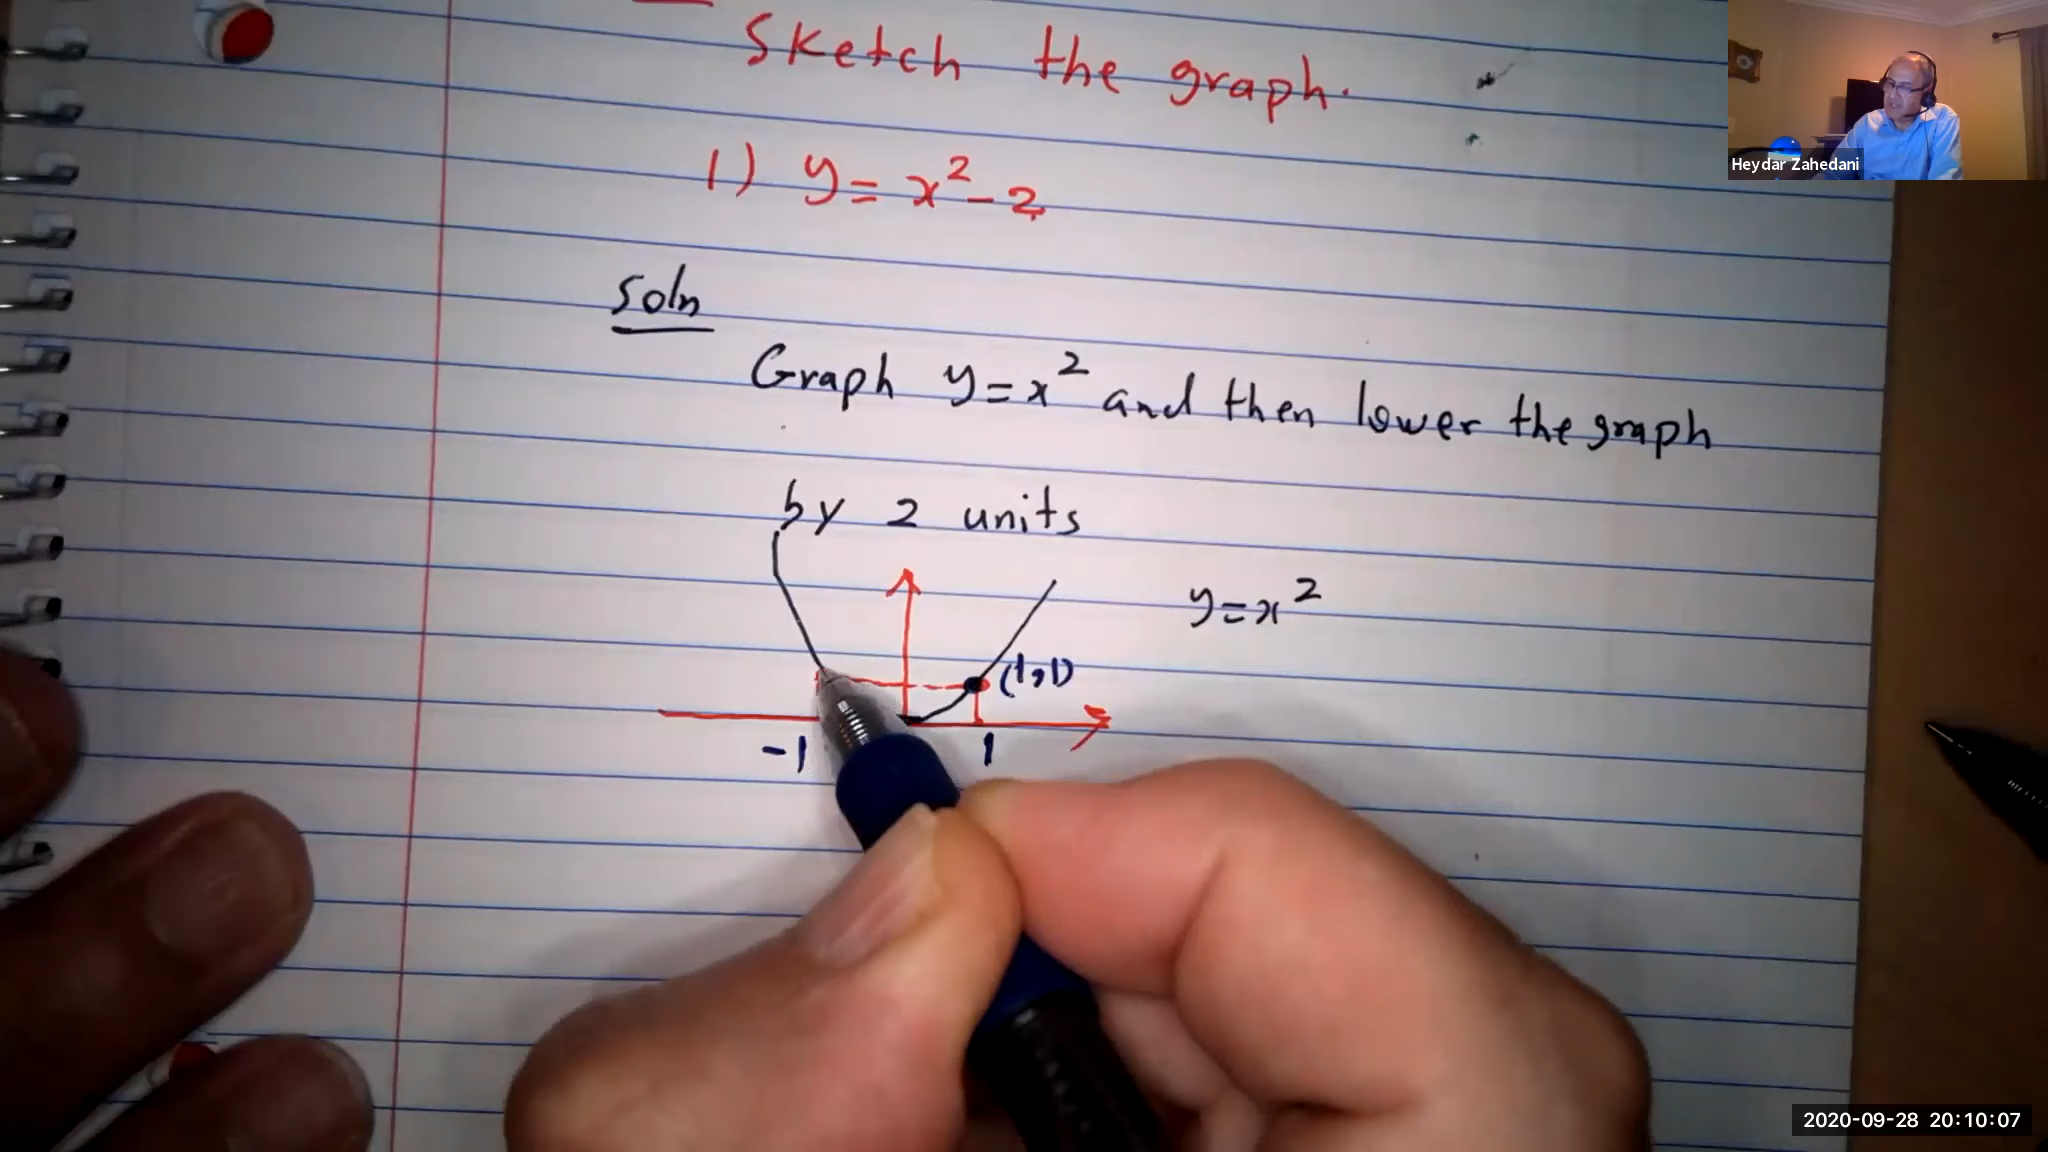 Sketch the graph.
1) y = x² - 2
Soln
Graph y = x² and then lower the graph
by 2 units
y = x²
(1,1)
-1 1
Heydar Zahedani
2020-09-28 20:10:07